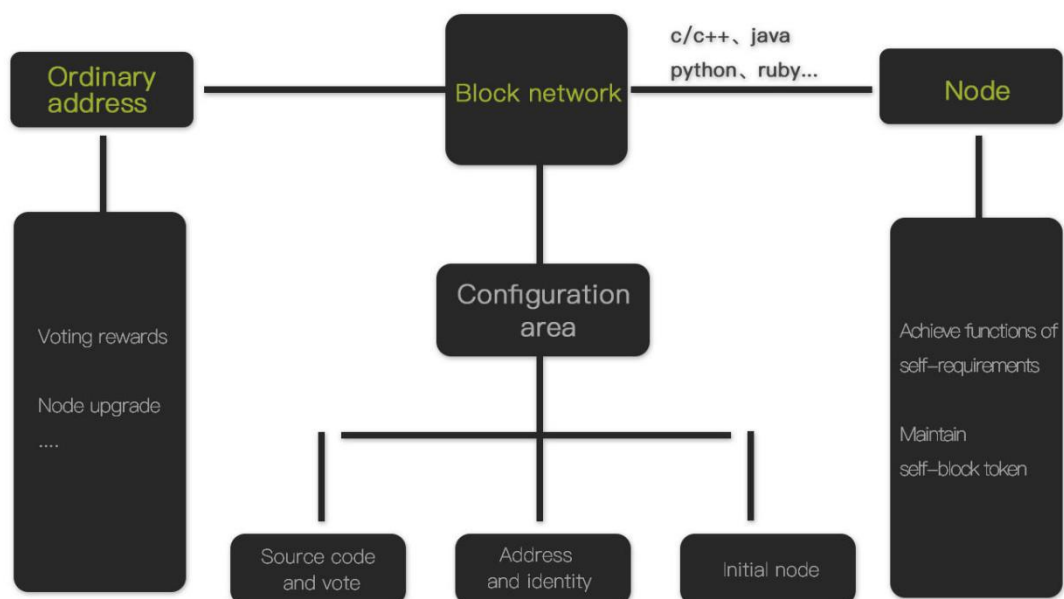 Ordinary
address
Block network
c/c++、java
python、ruby...
Node
Configuration
area
Voting rewards
Node upgrade
....
Achieve functions of
self-requirements
Maintain
self-block token
Source code
and vote
Address
and identity
Initial node